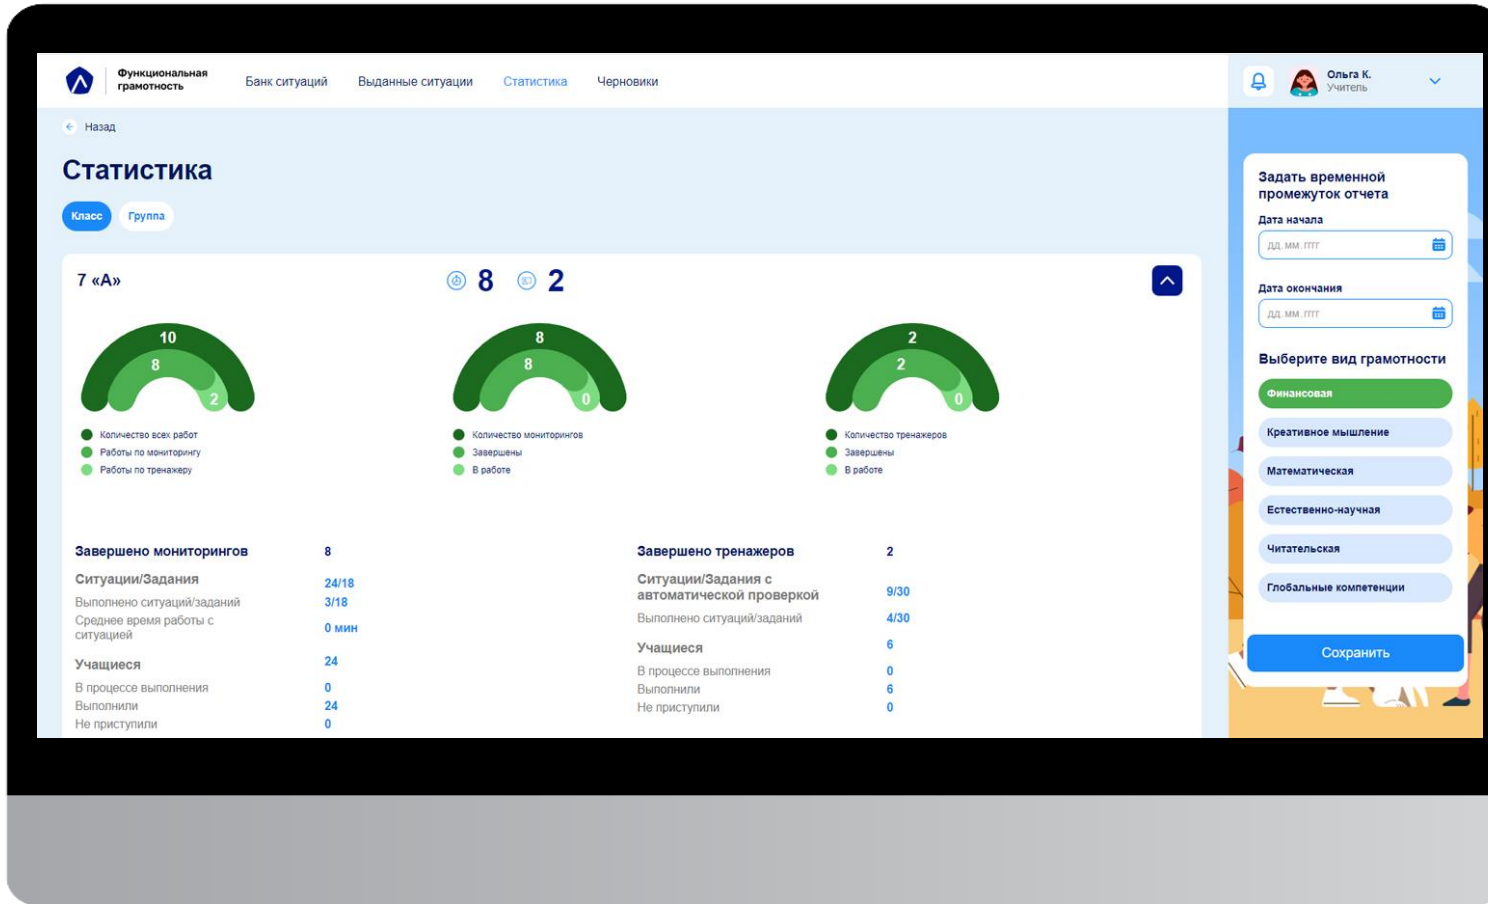 Функциональная
грамотность
Банк ситуаций
Выданные ситуации
Статистика
Черновики
Ольга К.
Учитель
Назад
Статистика
Класс
Группа
7 «А»
8
2
10
8
2
Количество всех работ
Работы по мониторингу
Работы по тренажеру
8
8
0
Количество мониторингов
Завершены
В работе
2
2
0
Количество тренажеров
Завершены
В работе
Завершено мониторингов 8
Ситуации/Задания 24/18
Выполнено ситуаций/заданий 3/18
Среднее время работы с
ситуацией 0 мин
Учащиеся 24
В процессе выполнения 0
Выполнили 24
Не приступили 0
Завершено тренажеров 2
Ситуации/Задания с
автоматической проверкой 9/30
Выполнено ситуаций/заданий 4/30
Учащиеся 6
В процессе выполнения 0
Выполнили 6
Не приступили 0
Задать временной
промежуток отчета
Дата начала
дд.мм.гггг
Дата окончания
дд.мм.гггг
Выберите вид грамотности
Финансовая
Креативное мышление
Математическая
Естественно-научная
Читательская
Глобальные компетенции
Сохранить